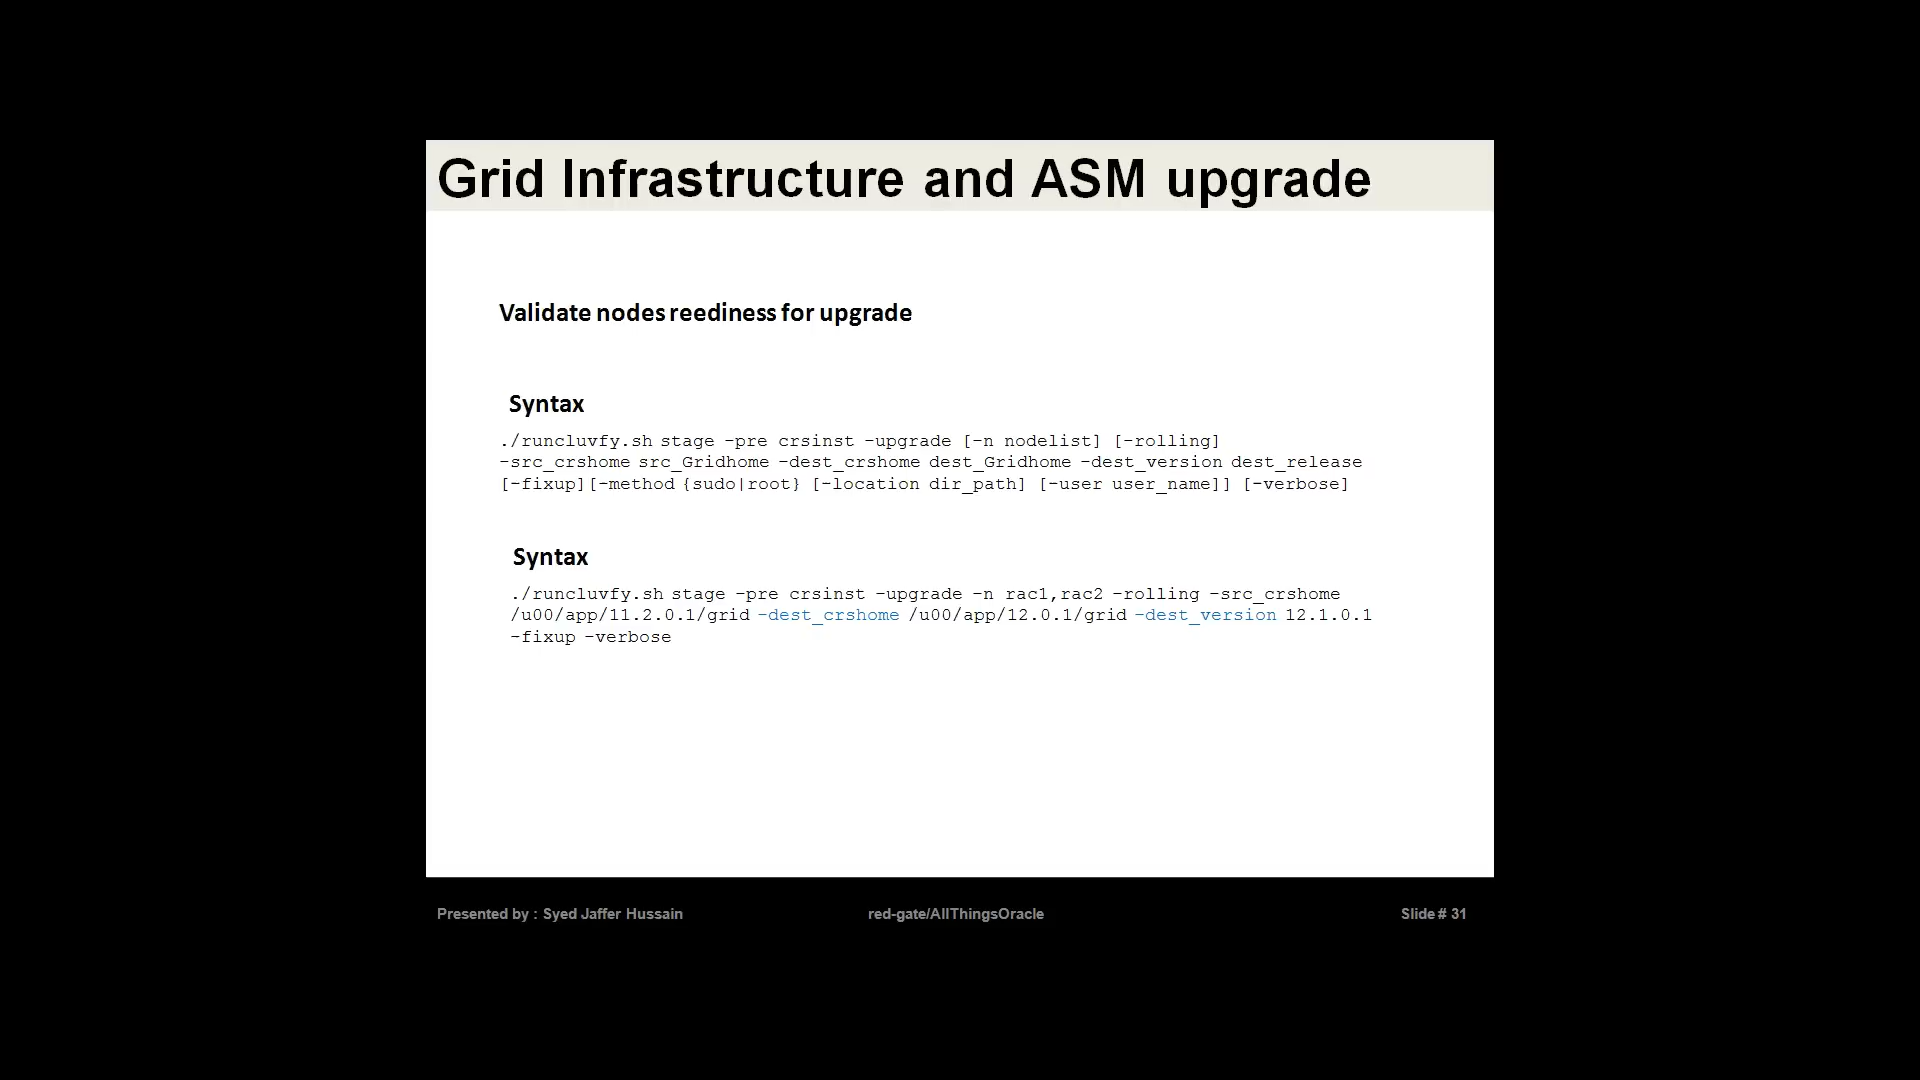 Grid Infrastructure and ASM upgrade
Validate nodes reediness for upgrade
Syntax
./runcluvfy.sh stage -pre crsinst -upgrade [-n nodelist] [-rolling]
-src_crshome src_Gridhome -dest_crshome dest_Gridhome -dest_version dest_release
[-fixup][-method {sudo|root} [-location dir_path] [-user user_name]] [-verbose]
Syntax
./runcluvfy.sh stage -pre crsinst -upgrade -n rac1,rac2 -rolling -src_crshome
/u00/app/11.2.0.1/grid -dest_crshome /u00/app/12.0.1/grid -dest_version 12.1.0.1
-fixup -verbose
Presented by : Syed Jaffer Hussain
red-gate/AllThingsOracle
Slide # 31